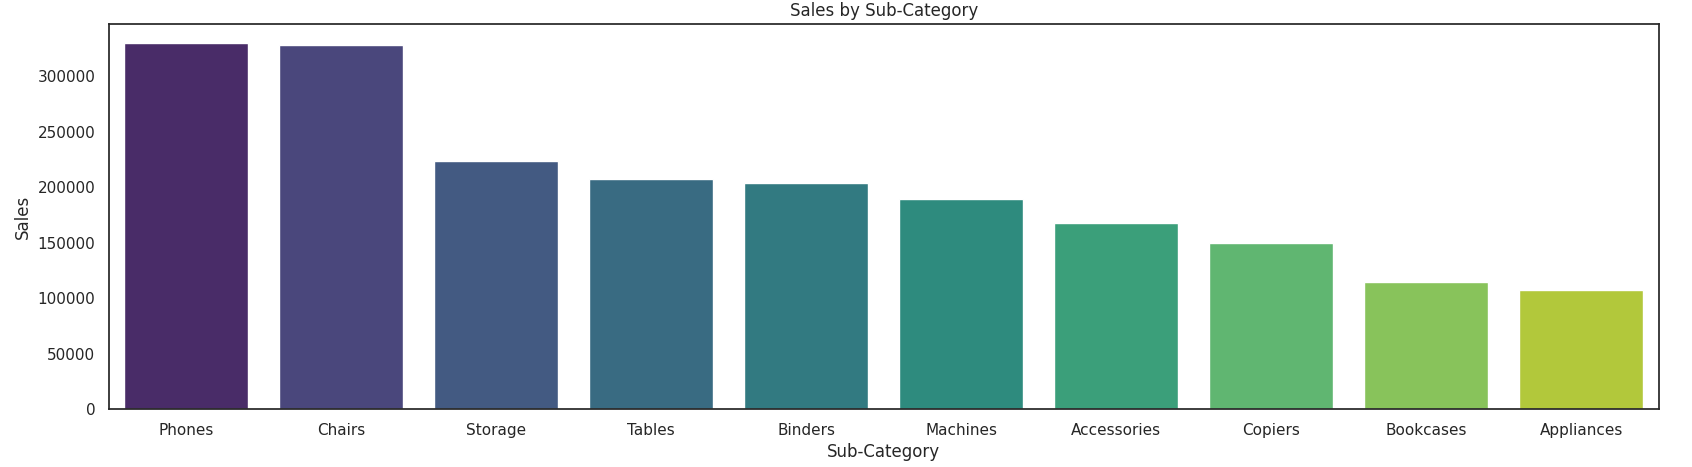 Sales by Sub-Category
Sales
300000
250000
200000
150000
100000
50000
0
Phones Chairs Storage Tables Binders Machines Accessories Copiers Bookcases Appliances
Sub-Category